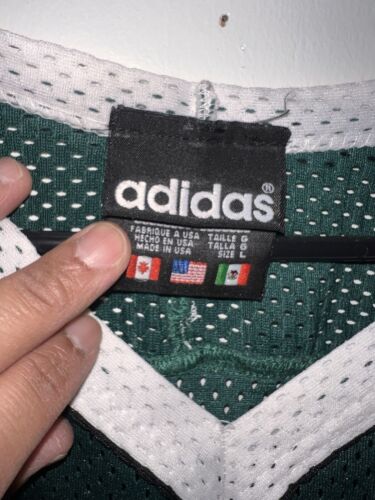 adidas®
FABRIQUE A USA TAILLE G
HECHO EN USA TALLA G
MADE IN USA SIZE L